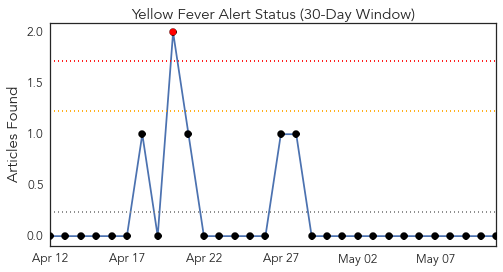 Yellow Fever Alert Status (30-Day Window)
2.0
1.5
1.0
0.5
0.0
Articles Found
Apr 12
Apr 17
Apr 22
Apr 27
May 02
May 07